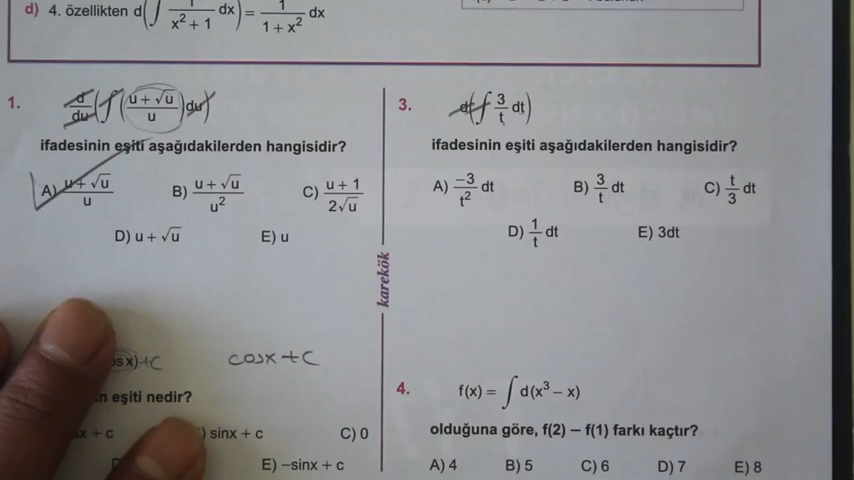 d) 4. özellikten d(∫ 1/(x² + 1) dx) = 1/(1 + x²) dx
1. d/du (∫ ((u + √u)/u) du)
ifadesinin eşiti aşağıdakilerden hangisidir?
A) (u + √u)/u B) (u + √u)/u² C) (u + 1)/(2√u)
D) u + √u E) u
cosx + c
n eşiti nedir?
x + c ) sinx + c C) 0
E) –sinx + c
karekök
3. d(∫ 3/t dt)
ifadesinin eşiti aşağıdakilerden hangisidir?
A) –3/t² dt B) 3/t dt C) t/3 dt
D) 1/t dt E) 3dt
4. f(x) = ∫ d(x³ – x)
olduğuna göre, f(2) – f(1) farkı kaçtır?
A) 4 B) 5 C) 6 D) 7 E) 8